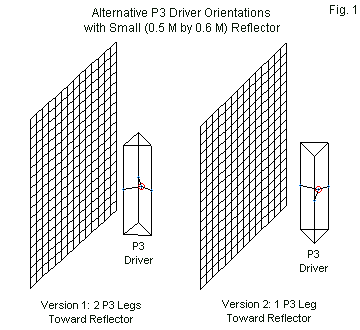 Alternative P3 Driver Orientations
with Small (0.5 M by 0.6 M) Reflector
Fig. 1
P3
Driver
P3
Driver
Version 1: 2 P3 Legs
Toward Reflector
Version 2: 1 P3 Leg
Toward Reflector